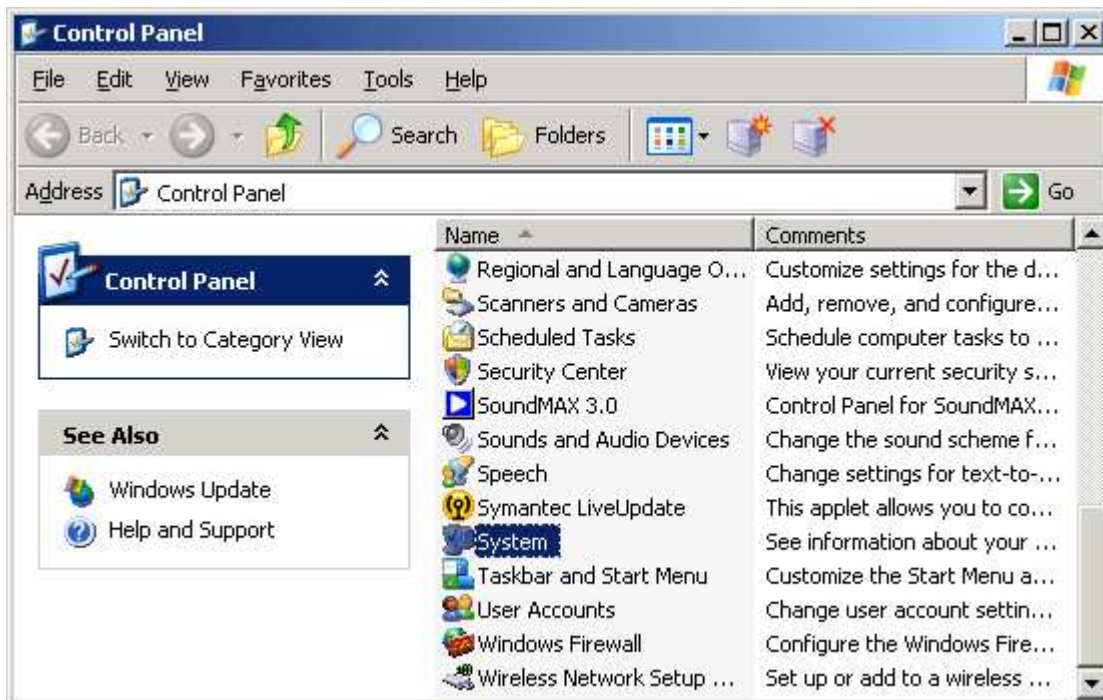 Control Panel
File Edit View Favorites Tools Help
Back Search Folders
Address Control Panel Go
Control Panel
Switch to Category View
See Also
Windows Update
Help and Support
Name Comments
Regional and Language O... Customize settings for the d...
Scanners and Cameras Add, remove, and configure...
Scheduled Tasks Schedule computer tasks to ...
Security Center View your current security s...
SoundMAX 3.0 Control Panel for SoundMAX...
Sounds and Audio Devices Change the sound scheme f...
Speech Change settings for text-to-...
Symantec LiveUpdate This applet allows you to co...
System See information about your ...
Taskbar and Start Menu Customize the Start Menu a...
User Accounts Change user account settin...
Windows Firewall Configure the Windows Fire...
Wireless Network Setup ... Set up or add to a wireless ...